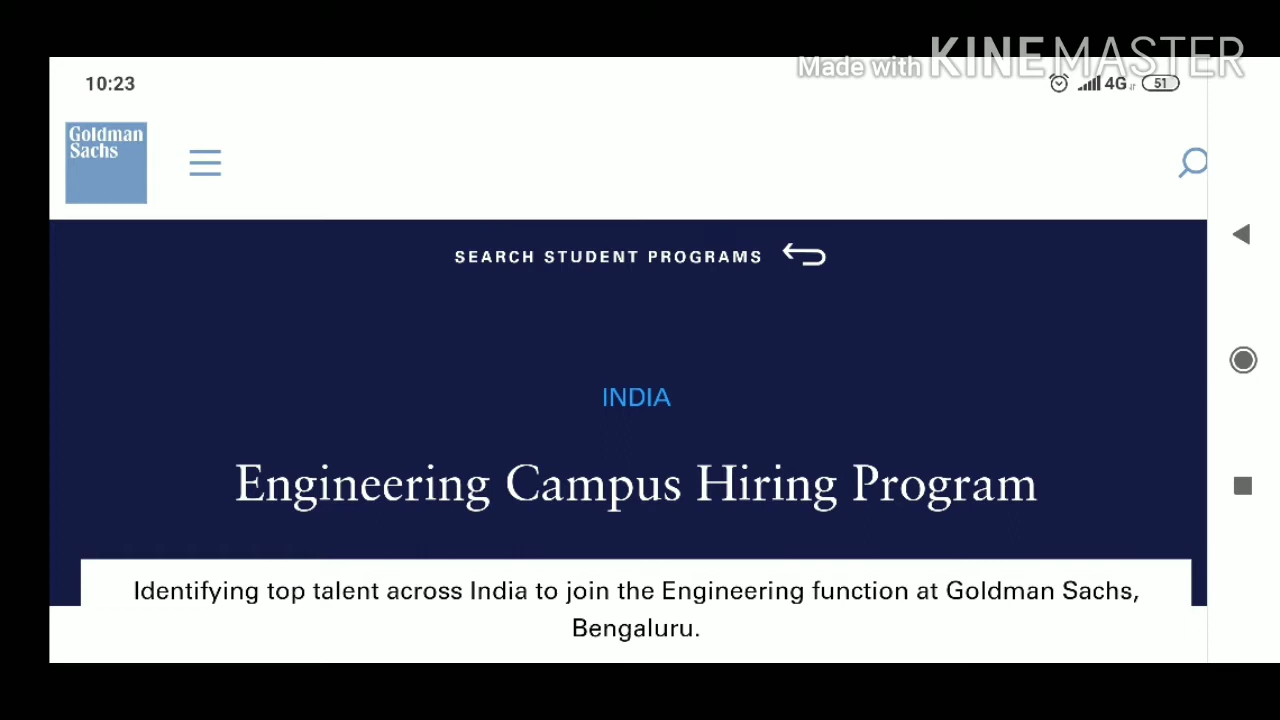 Made with KINEMASTER
10:23
4G 51
Goldman
Sachs
SEARCH STUDENT PROGRAMS
INDIA
Engineering Campus Hiring Program
Identifying top talent across India to join the Engineering function at Goldman Sachs,
Bengaluru.